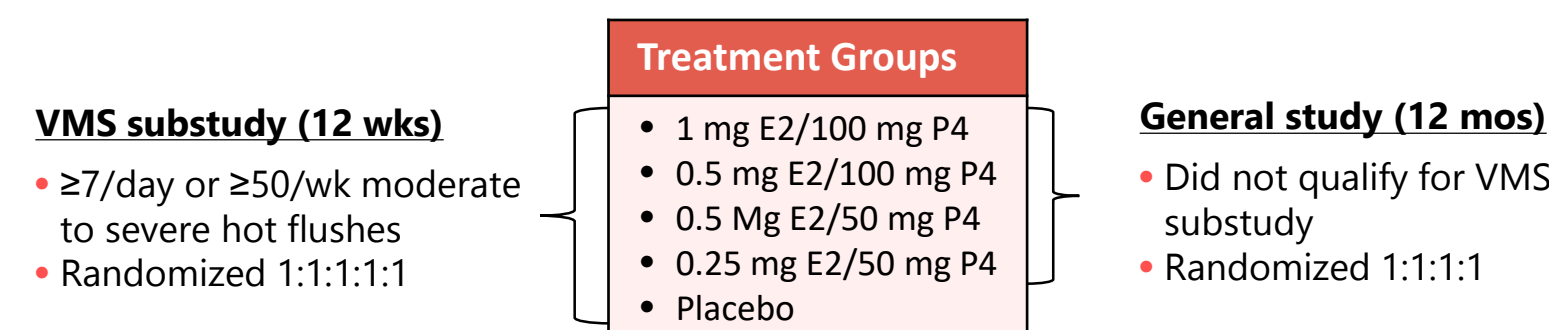 VMS substudy (12 wks)
• ≥7/day or ≥50/wk moderate
to severe hot flushes
• Randomized 1:1:1:1:1
Treatment Groups
• 1 mg E2/100 mg P4
• 0.5 mg E2/100 mg P4
• 0.5 Mg E2/50 mg P4
• 0.25 mg E2/50 mg P4
• Placebo
General study (12 mos)
• Did not qualify for VMS
substudy
• Randomized 1:1:1:1